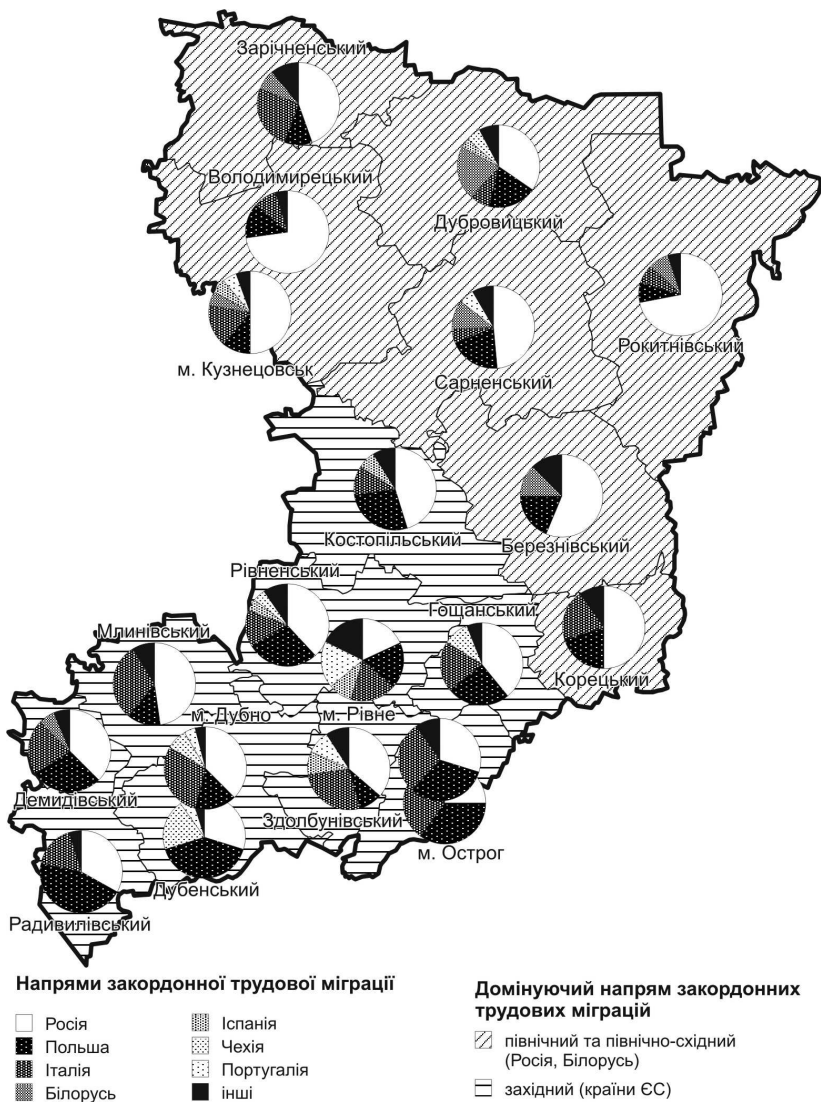 Зарічненський
Володимирецький
Дубровицький
Рокитнівський
м. Кузнецовськ
Сарненський
Костопільський
Березнівський
Рівненський
Гощанський
Млинівський
Корецький
м. Дубно
м. Рівне
Демидівський
Здолбунівський
м. Острог
Дубенський
Радивилівський
Напрями закордонної трудової міграції
Росія
Польша
Італія
Білорусь
Іспанія
Чехія
Португалія
інші
Домінуючий напрям закордонних
трудових міграцій
північний та північно-східний
(Росія, Білорусь)
західний (країни ЄС)